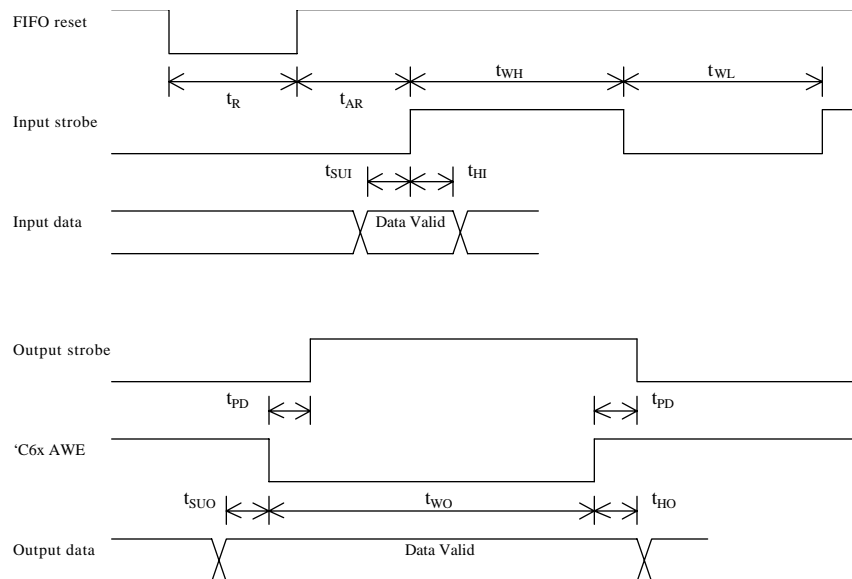 FIFO reset
tWH tWL
tR tAR
Input strobe
tSUI tHI
Input data Data Valid
Output strobe
tPD tPD
‘C6x AWE
tSUO tWO tHO
Output data Data Valid